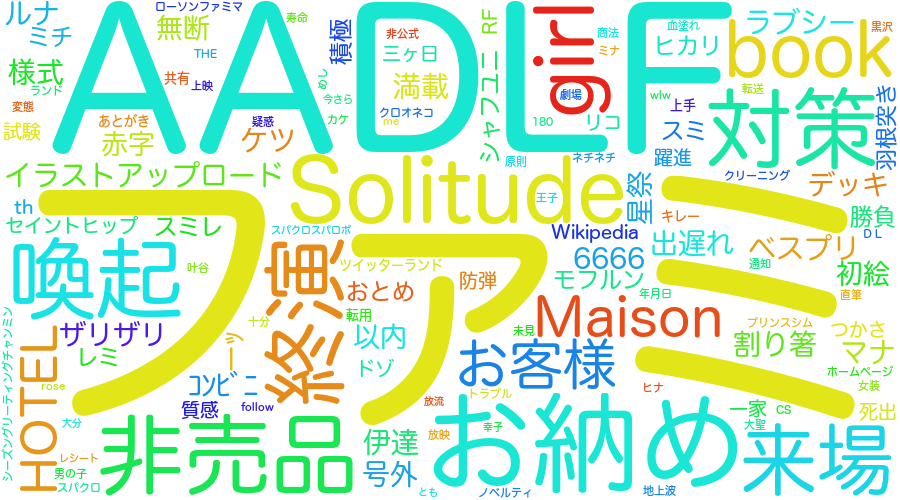 ルナ
ミチ
様式
ランド
変態
試験
ローソンファミマ
無断
寿命
THE
共有
上映
あとがき
赤字
疑惑
ケツ
AADLF
積極
めし
今さら
カケ
非公式
三ヶ日
満載
クロオネコ
me
RF
シャフユニ
girl
劇場
180
原則
ネチネチ
王子
商法
ミナ
リコ
血塗れ
ヒカリ
wlw
上手
スミ
躍進
ラブシー
book
黒沢
転送
対策
羽根突き
クリーニング
デッキ
イラストアップロード
th
セイントヒップ
スミレ
Solitude
星祭
キレー
勝負
DL
スパクロスパロボ
Wikipedia
6666
出遅れ
ベスプリ
通知
初絵
喚起
叶谷
終演
ファミ
ツイッターランド
おとめ
転用
防弾
モフルン
年月日
直筆
ザリザリ
レミ
ーッ
十分
以内
ドゾ
未見
Maison
プリンスシム
割り箸
つかさ
マナ
ホームページ
シーズングリーティングチャンミン
HOTEL
rose
コンビニ
質感
follow
お客様
トラブル
ヒナ
女装
大分
レシート
男の子
スパクロ
非売品
伊達
号外
放流
放映
とも
幸子
お納め
ノベルティ
地上波
一家
CS
大聖
死出
来場